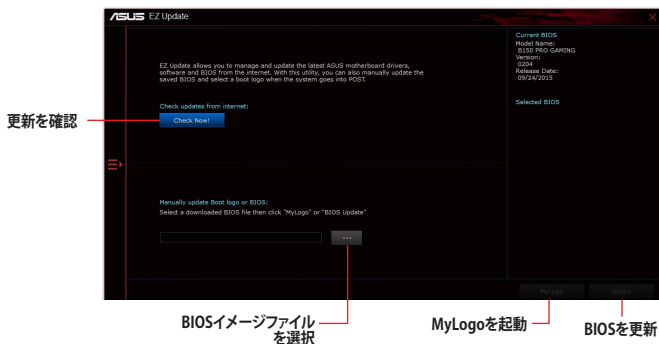 ASUS EZ Update
EZ Update allows you to manage and update the latest ASUS motherboard drivers,
software and BIOS from the internet. With this utility, you can also manually update the
saved BIOS and select a boot logo when the system goes into POST.
Check updates from internet:
Check Now!
更新を確認
Manually update Boot logo or BIOS:
Select a downloaded BIOS file then click "MyLogo" or "BIOS Update"
...
Current BIOS
Model Name:
B150 PRO GAMING
Version:
0204
Release Date:
09/24/2015
Selected BIOS
MyLogo
Update
BIOSイメージファイル
を選択
MyLogoを起動
BIOSを更新